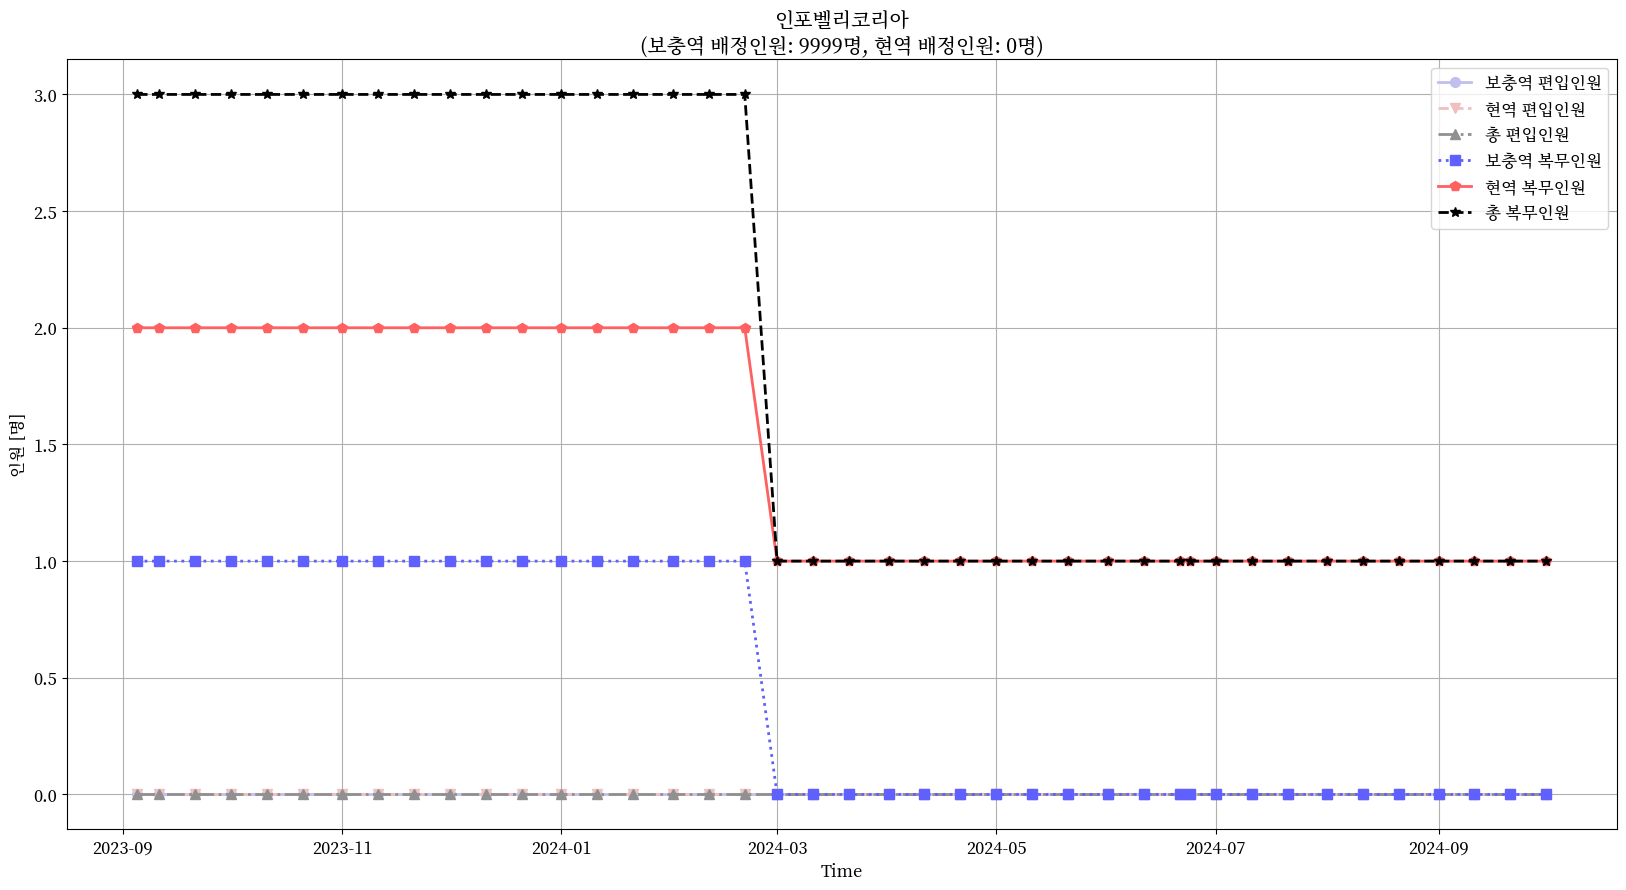 인포벨리코리아
(보충역 배정인원: 9999명, 현역 배정인원: 0명)
보충역 편입인원
현역 편입인원
총 편입인원
보충역 복무인원
현역 복무인원
총 복무인원
인원 [명]
3.0
2.5
2.0
1.5
1.0
0.5
0.0
2023-09
2023-11
2024-01
2024-03
2024-05
2024-07
2024-09
Time